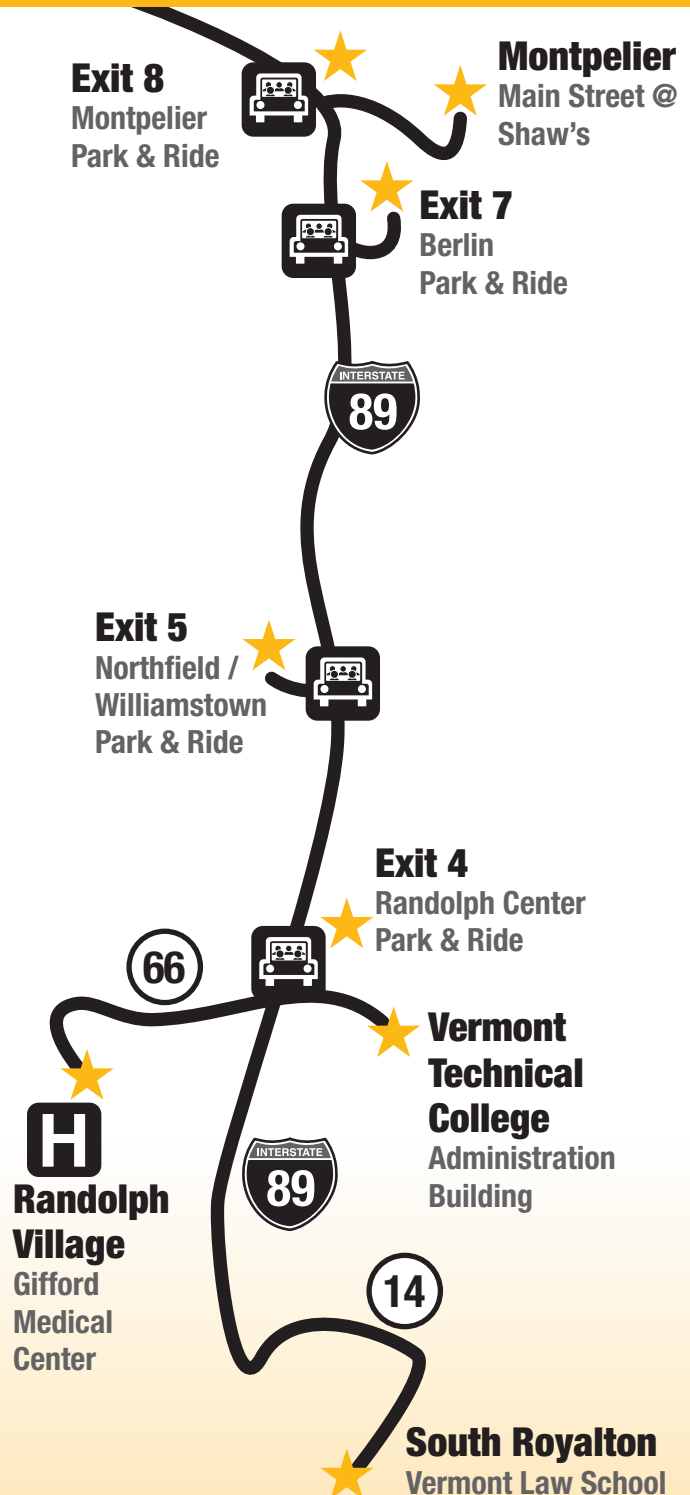 Exit 8
Montpelier
Park & Ride
Montpelier
Main Street @
Shaw's
Exit 7
Berlin
Park & Ride
INTERSTATE
89
Exit 5
Northfield /
Williamstown
Park & Ride
Exit 4
Randolph Center
Park & Ride
66
Vermont
Technical
College
Administration
Building
H
Randolph
Village
Gifford
Medical
Center
INTERSTATE
89
14
South Royalton
Vermont Law School